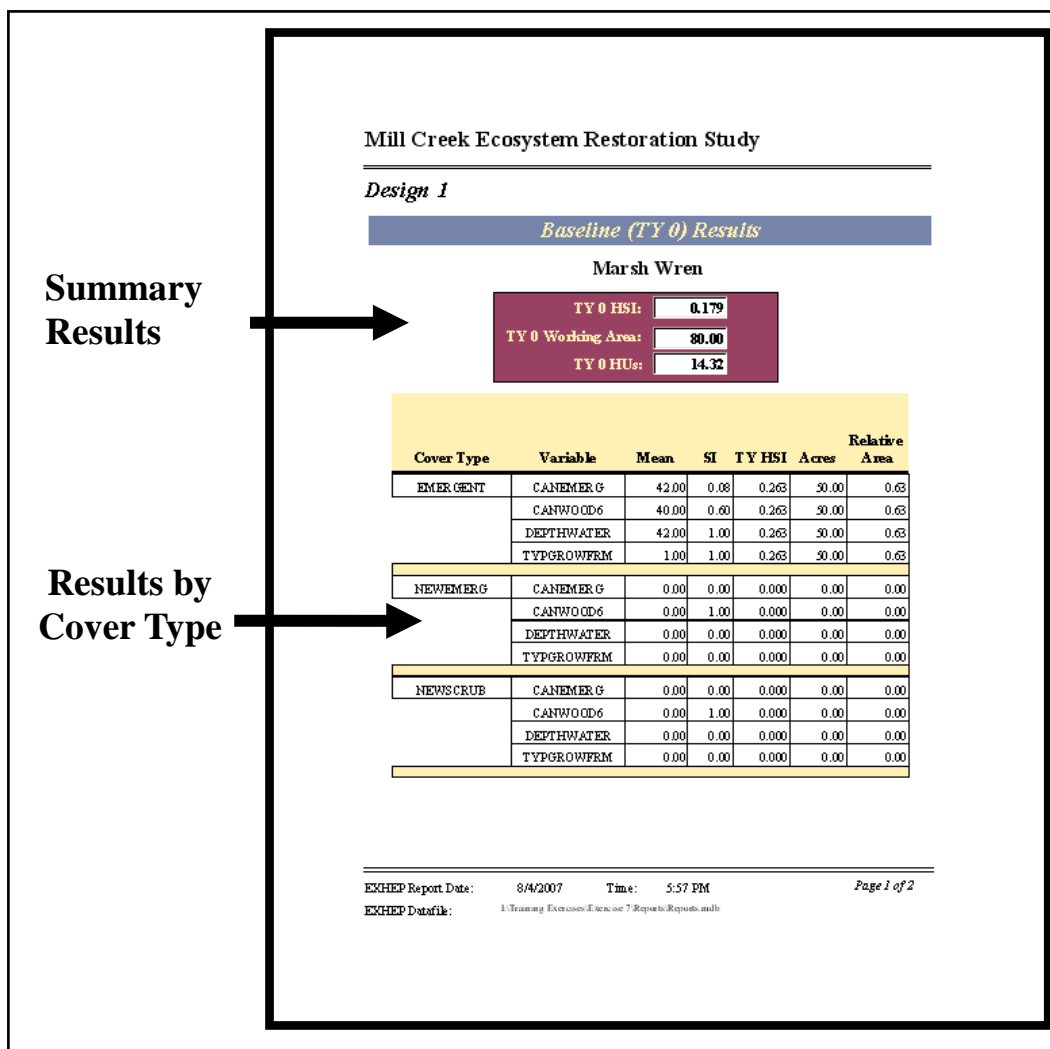 Mill Creek Ecosystem Restoration Study
Design 1
Baseline (TY 0) Results
Marsh Wren
Summary
Results
TY 0 HSI: 0.179
TY 0 Working Area: 80.00
TY 0 HUs: 14.32
Cover Type Variable Mean SI TY HSI Acres Relative Area
EMERGENT CANEMERG 42.00 0.08 0.263 50.00 0.63
CANWOOD6 40.00 0.60 0.263 50.00 0.63
DEPTHWATER 42.00 1.00 0.263 50.00 0.63
TYPGROWFRM 1.00 1.00 0.263 50.00 0.63
Results by
Cover Type
NEWEMERG CANEMERG 0.00 0.00 0.000 0.00 0.00
CANWOOD6 0.00 1.00 0.000 0.00 0.00
DEPTHWATER 0.00 0.00 0.000 0.00 0.00
TYPGROWFRM 0.00 0.00 0.000 0.00 0.00
NEWSCRUB CANEMERG 0.00 0.00 0.000 0.00 0.00
CANWOOD6 0.00 1.00 0.000 0.00 0.00
DEPTHWATER 0.00 0.00 0.000 0.00 0.00
TYPGROWFRM 0.00 0.00 0.000 0.00 0.00
EXHEP Report Date: 8/4/2007 Time: 5:57 PM Page 1 of 2
EXHEP Datafile: I:\Training Exercises\Exercise 7\Reports\Reports.mdb